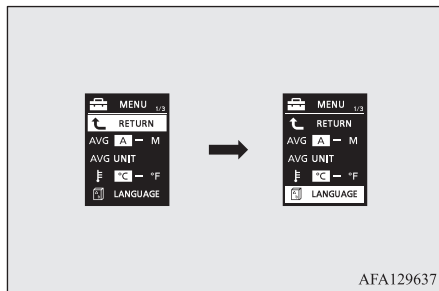 MENU 1/3
RETURN
AVG A – M
AVG UNIT
°C – °F
LANGUAGE
MENU 1/3
RETURN
AVG A – M
AVG UNIT
°C – °F
LANGUAGE
AFA129637